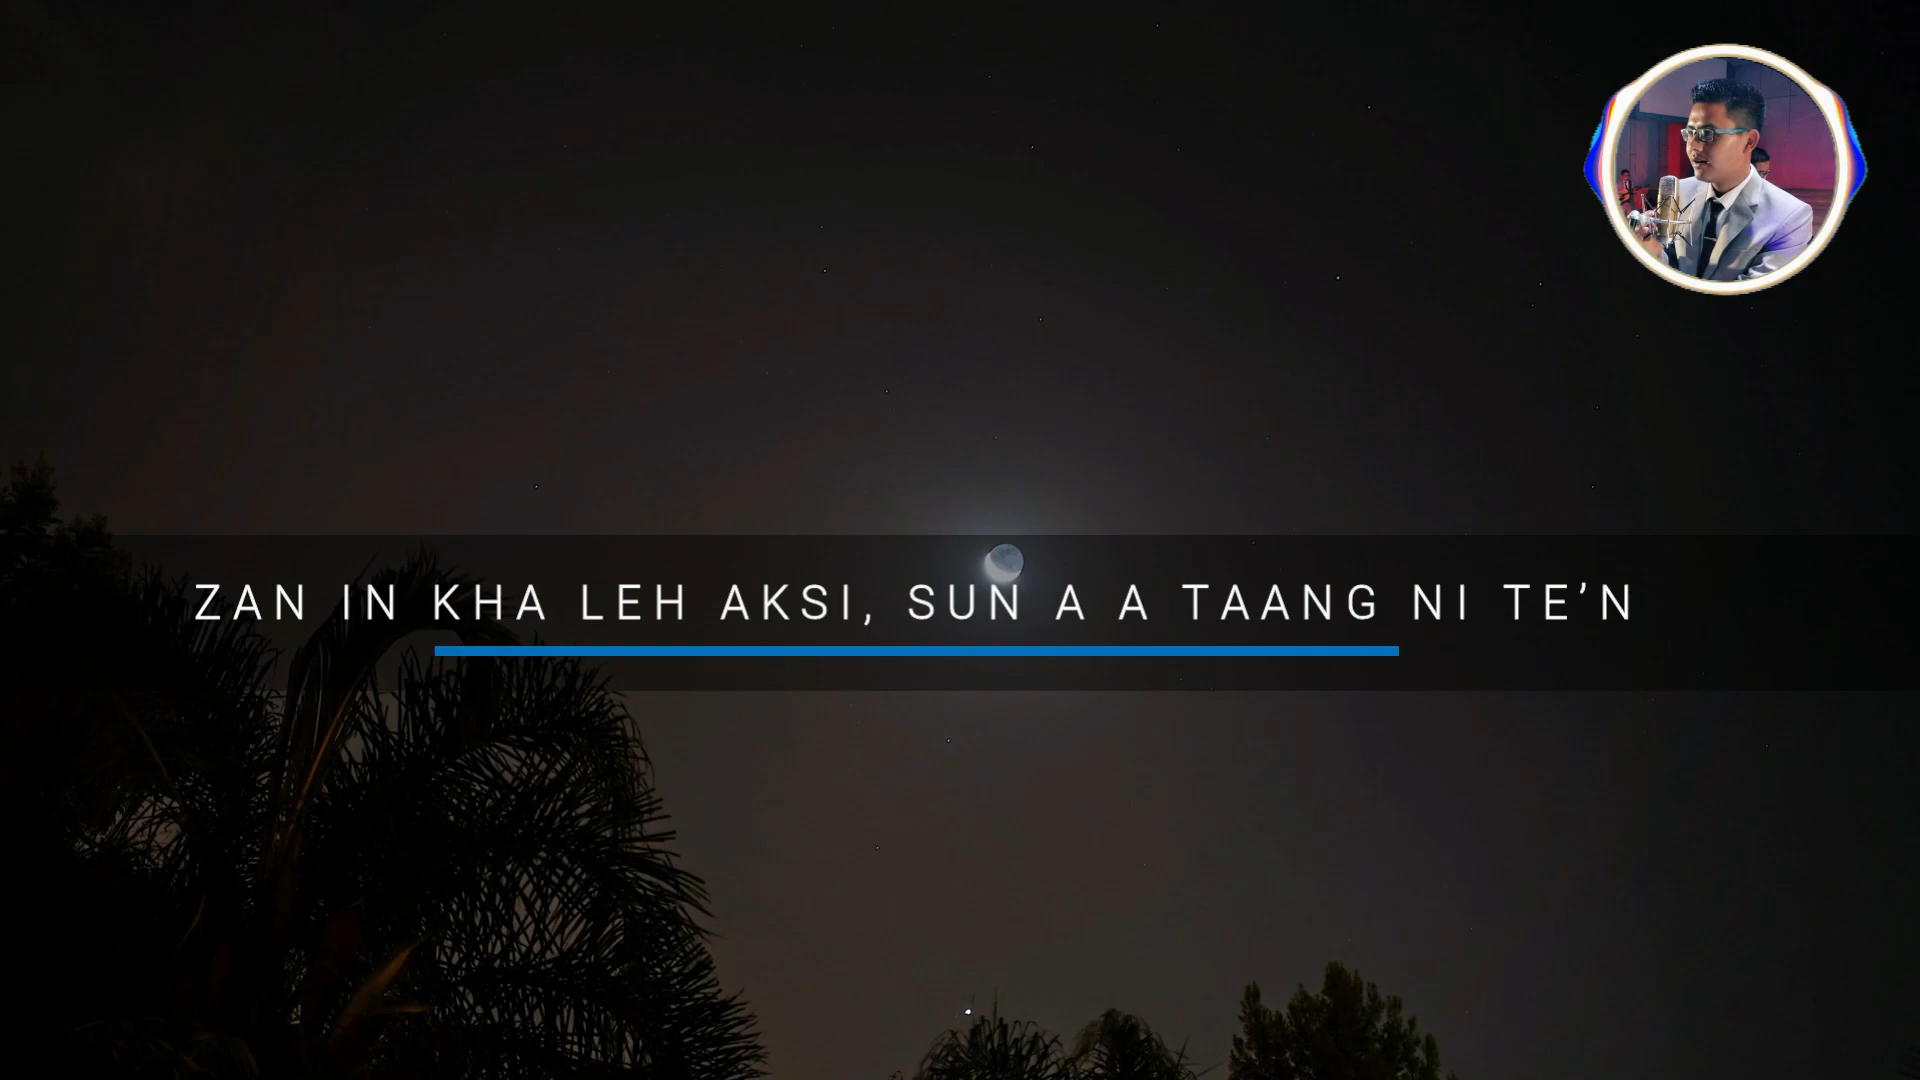 ZAN IN KHA LEH AKSI, SUN A A TAANG NI TE’N